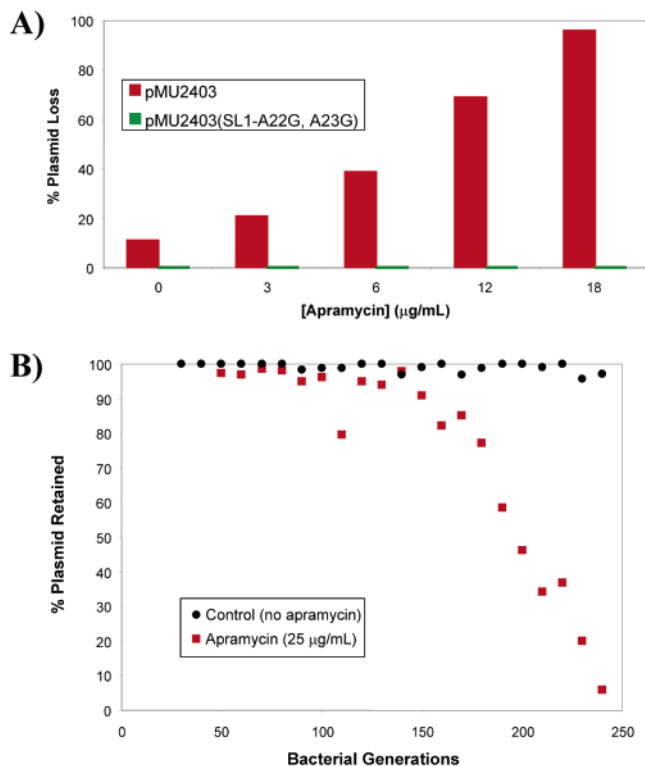 A)
% Plasmid Loss
100
80
60
40
20
0
pMU2403
pMU2403(SL1-A22G, A23G)
0 3 6 12 18
[Apramycin] (µg/mL)
B)
% Plasmid Retained
100
90
80
70
60
50
40
30
20
10
0
Control (no apramycin)
Apramycin (25 µg/mL)
0 50 100 150 200 250
Bacterial Generations